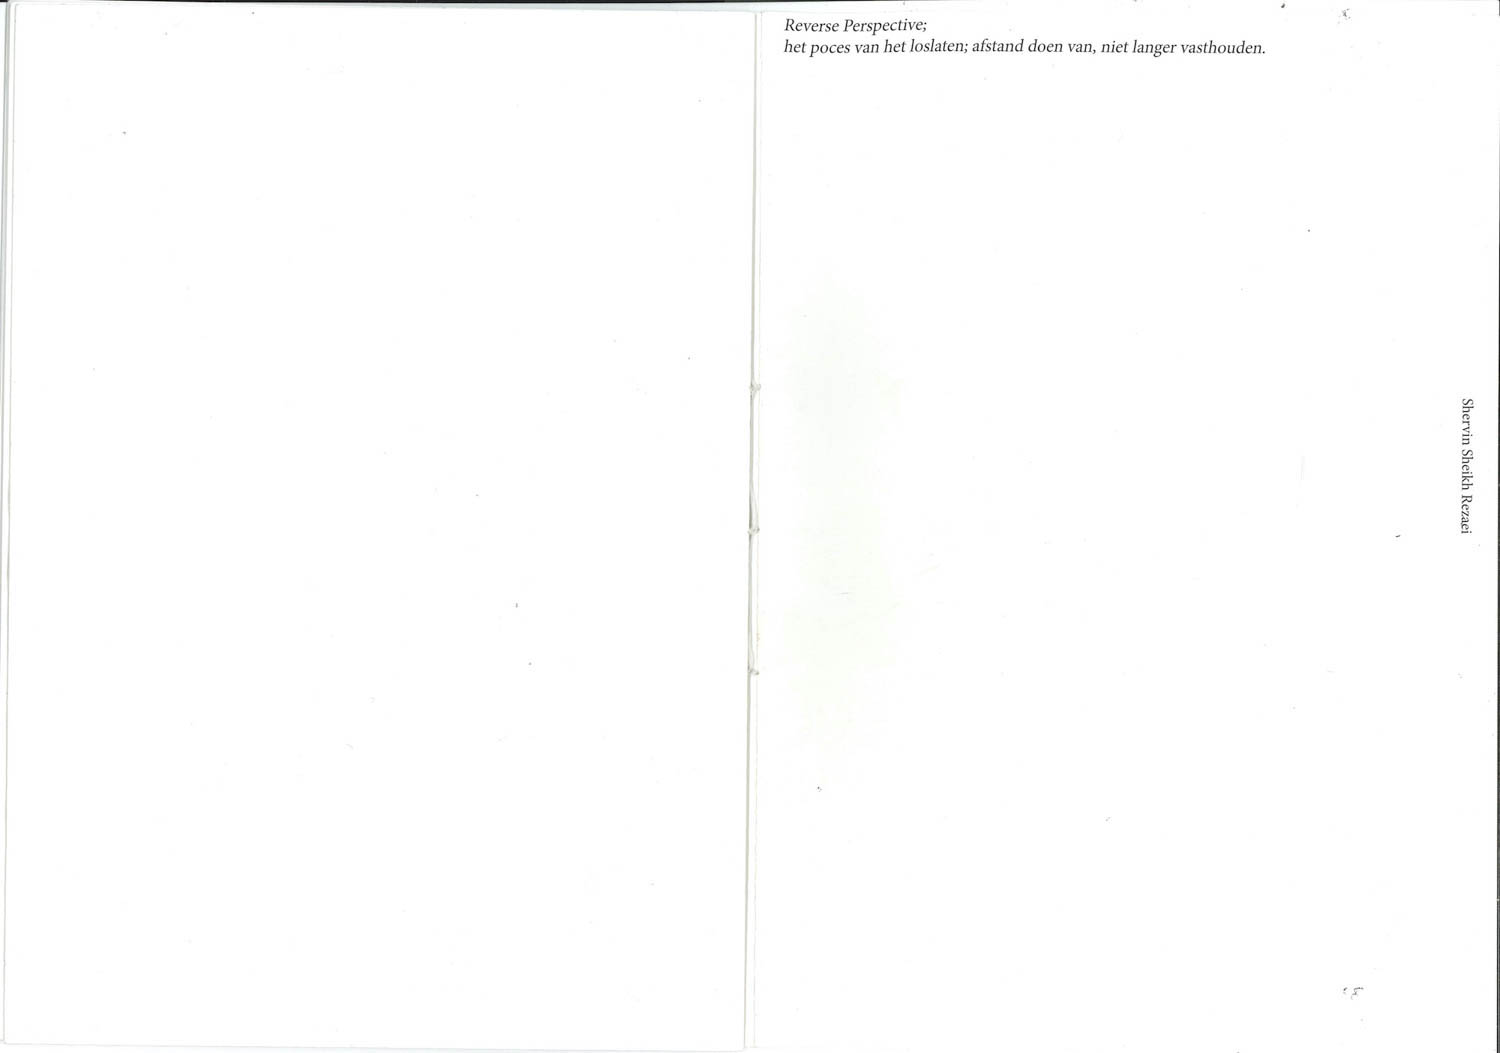 Reverse Perspective;
het poces van het loslaten; afstand doen van, niet langer vasthouden.
Shervin Sheikh Rezaei